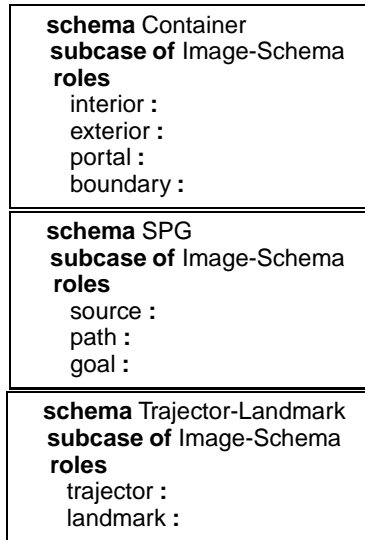 schema Container
subcase of Image-Schema
roles
interior :
exterior :
portal :
boundary :
schema SPG
subcase of Image-Schema
roles
source :
path :
goal :
schema Trajector-Landmark
subcase of Image-Schema
roles
trajector :
landmark :